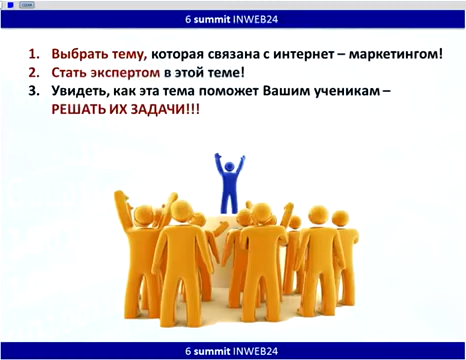 6 summit INWEB24
1. Выбрать тему, которая связана с интернет – маркетингом!
2. Стать экспертом в этой теме!
3. Увидеть, как эта тема поможет Вашим ученикам –
РЕШАТЬ ИХ ЗАДАЧИ!!!
6 summit INWEB24